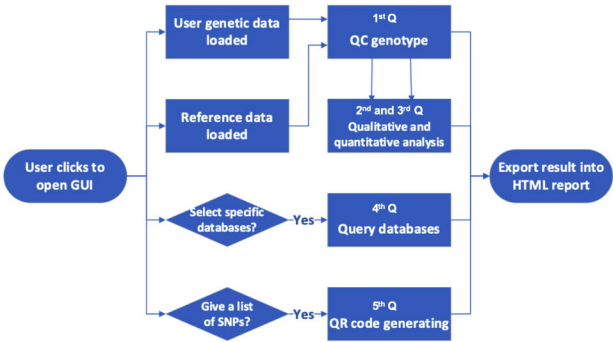 User genetic data
loaded
1st Q
QC genotype
Reference data
loaded
2nd and 3rd Q
Qualitative and
quantitative analysis
User clicks to
open GUI
Export result into
HTML report
Select specific
databases?
Yes
4th Q
Query databases
Give a list
of SNPs?
Yes
5th Q
QR code generating